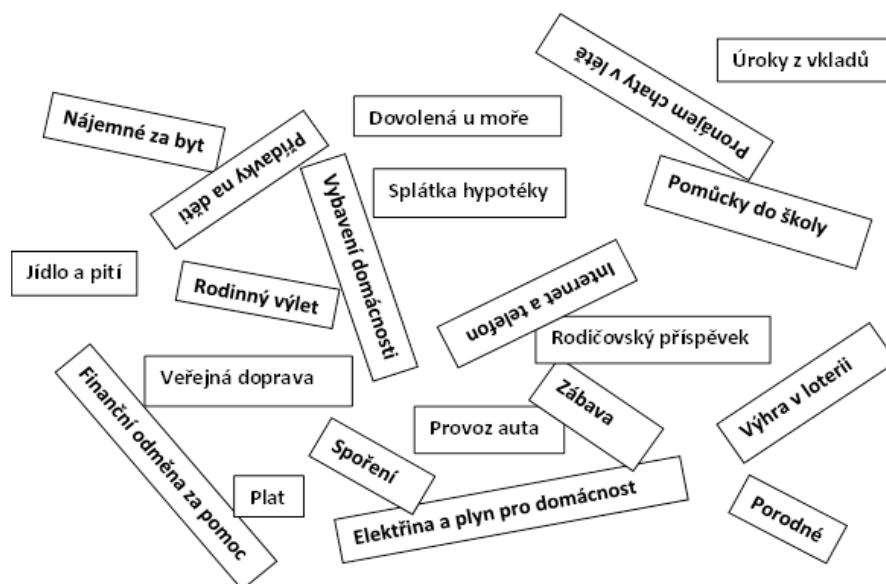 Úroky z vkladů
Pronájem chaty v létě
Nájemné za byt
Dovolená u moře
Přídavky na děti
Splátka hypotéky
Pomůcky do školy
Vybavení domácnosti
Jídlo a pití
Rodinný výlet
Internet a telefon
Rodičovský příspěvek
Veřejná doprava
Výhra v loterii
Zábava
Finanční odměna za pomoc
Provoz auta
Spoření
Plat
Elektřina a plyn pro domácnost
Porodné